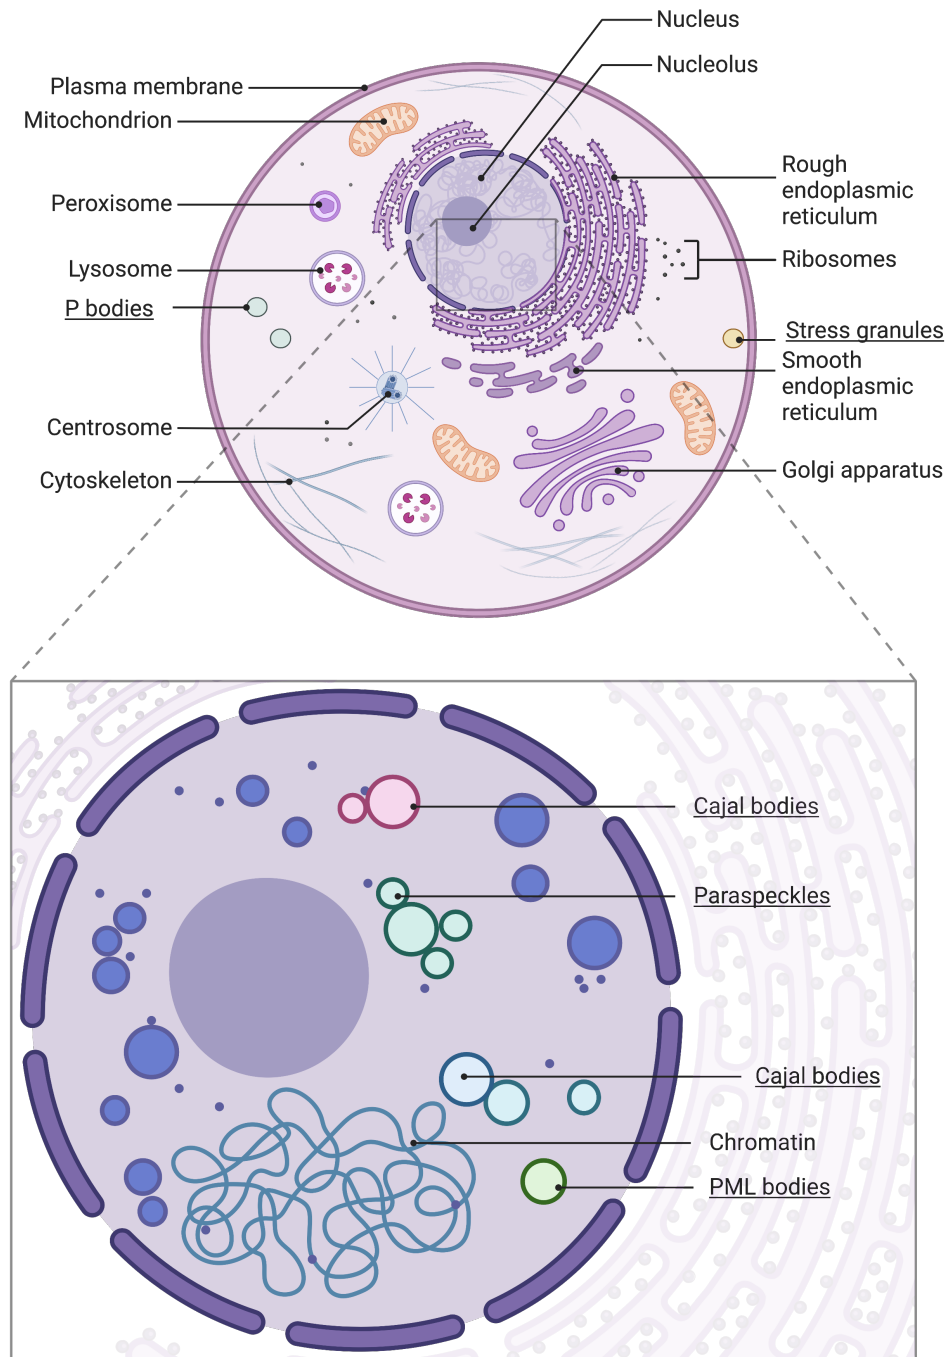 Nucleus
Nucleolus
Plasma membrane
Mitochondrion
Peroxisome
Lysosome
P bodies
Centrosome
Cytoskeleton
Rough
endoplasmic
reticulum
Ribosomes
Stress granules
Smooth
endoplasmic
reticulum
Golgi apparatus
Cajal bodies
Paraspeckles
Cajal bodies
Chromatin
PML bodies